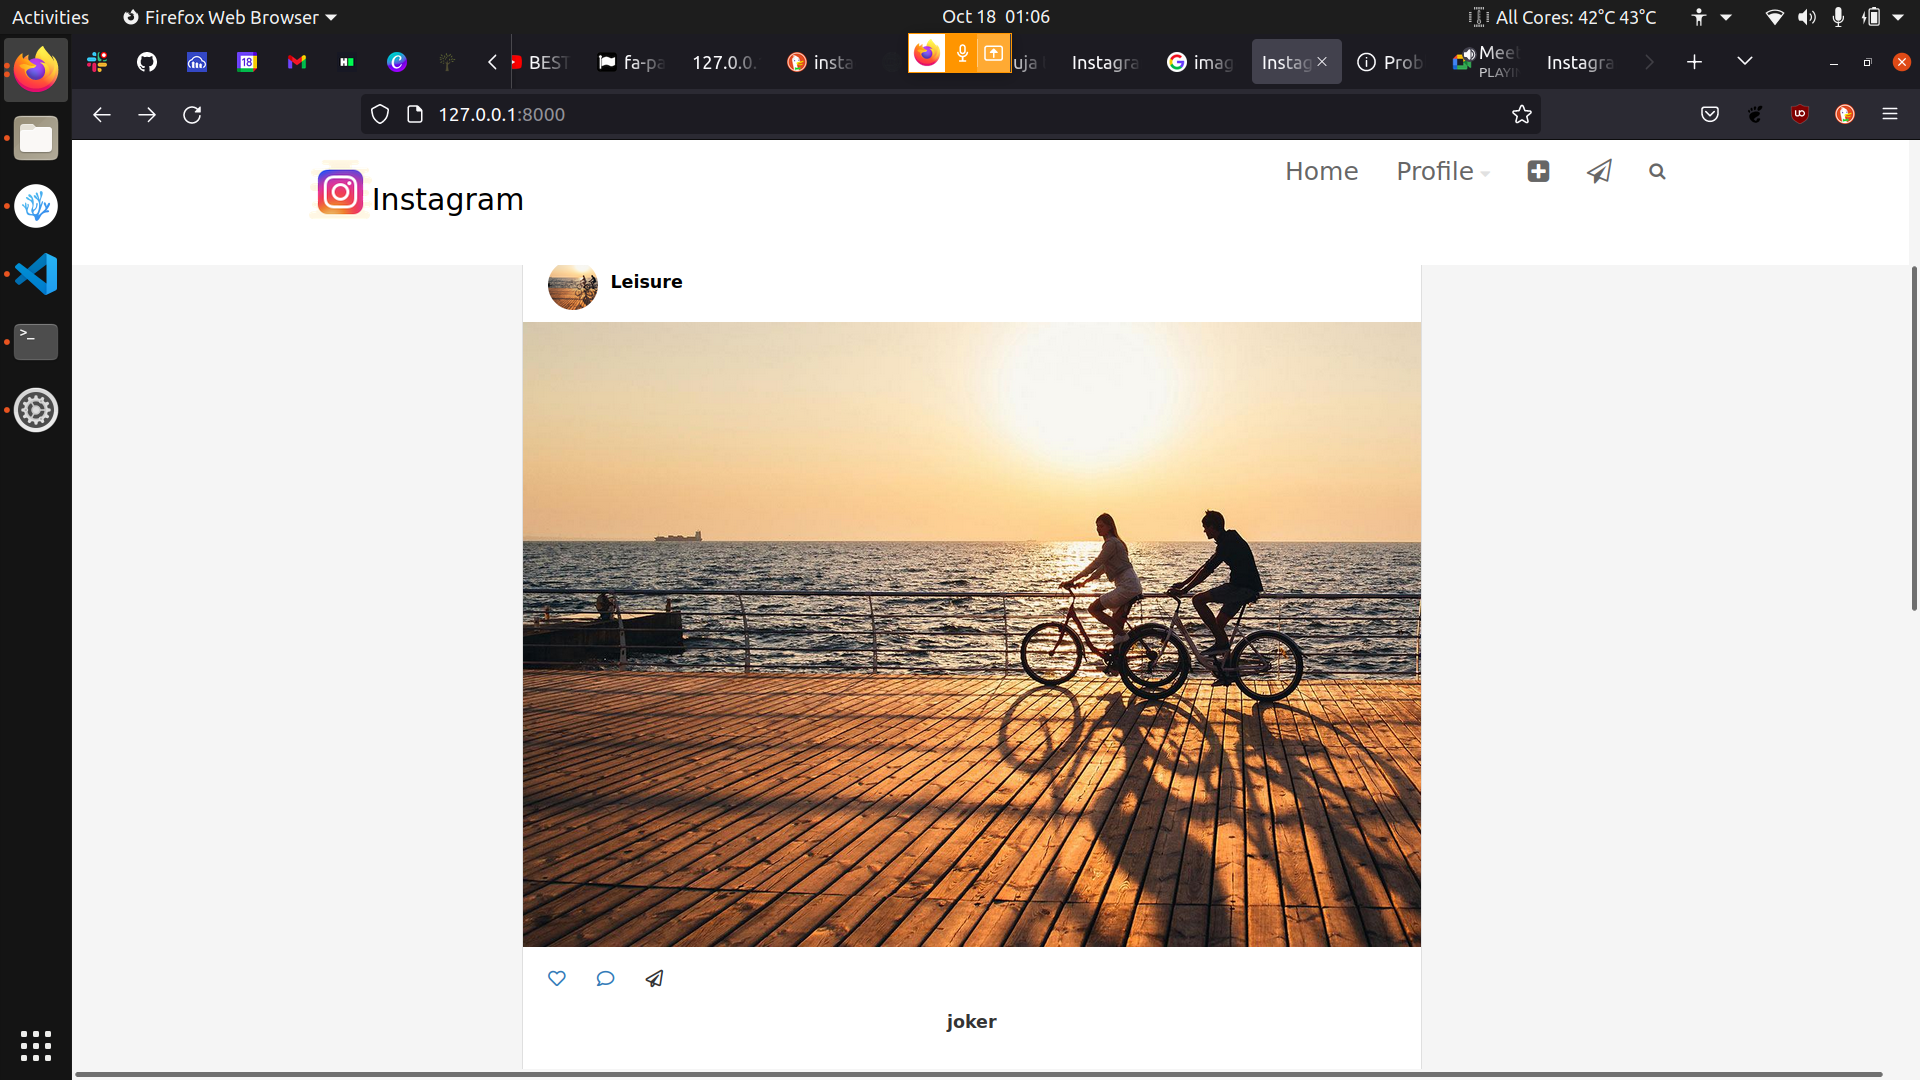 Activities Firefox Web Browser Oct 18 01:06 All Cores: 42°C 43°C
18 BEST fa-pa 127.0.0. insta uja Instagra imag Instag Prob Meet Instagra
PLAYI
127.0.0.1:8000
Instagram Home Profile
Leisure
joker